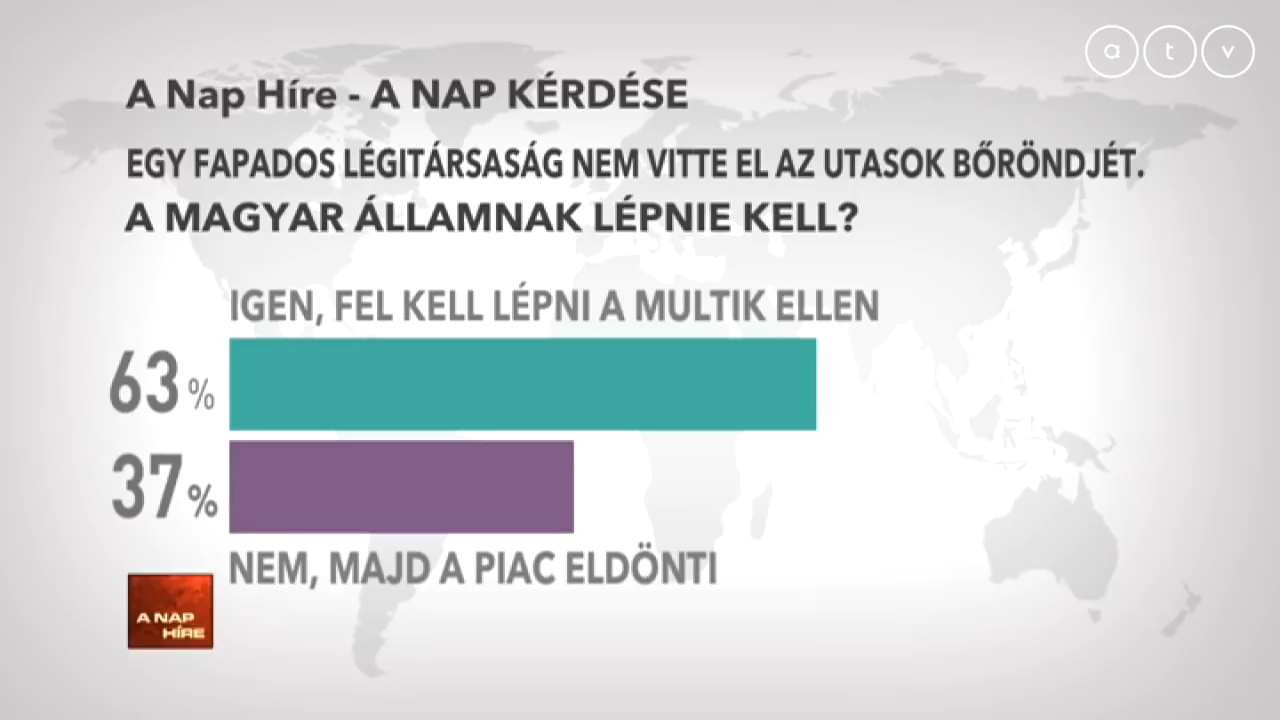 a t v
A Nap Híre - A NAP KÉRDÉSE
EGY FAPADOS LÉGITÁRSASÁG NEM VITTE EL AZ UTASOK BŐRÖNDJÉT.
A MAGYAR ÁLLAMNAK LÉPNIE KELL?
IGEN, FEL KELL LÉPNI A MULTIK ELLEN
63 %
37 %
NEM, MAJD A PIAC ELDÖNTI
A NAP
HÍRE